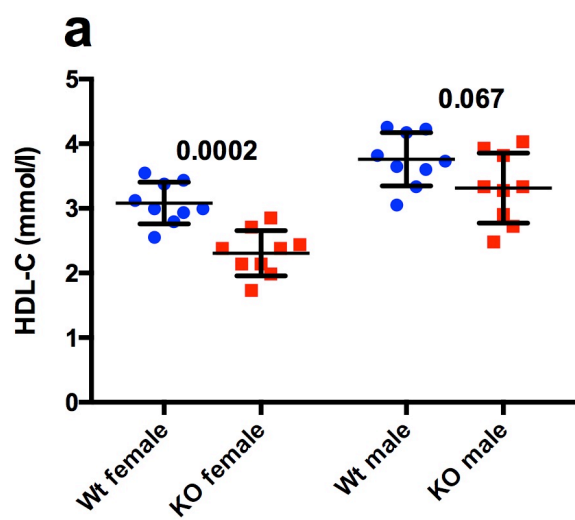 a
5
0.067
4
0.0002
3
2
1
0
HDL-C (mmol/l)
Wt female
KO female
Wt male
KO male